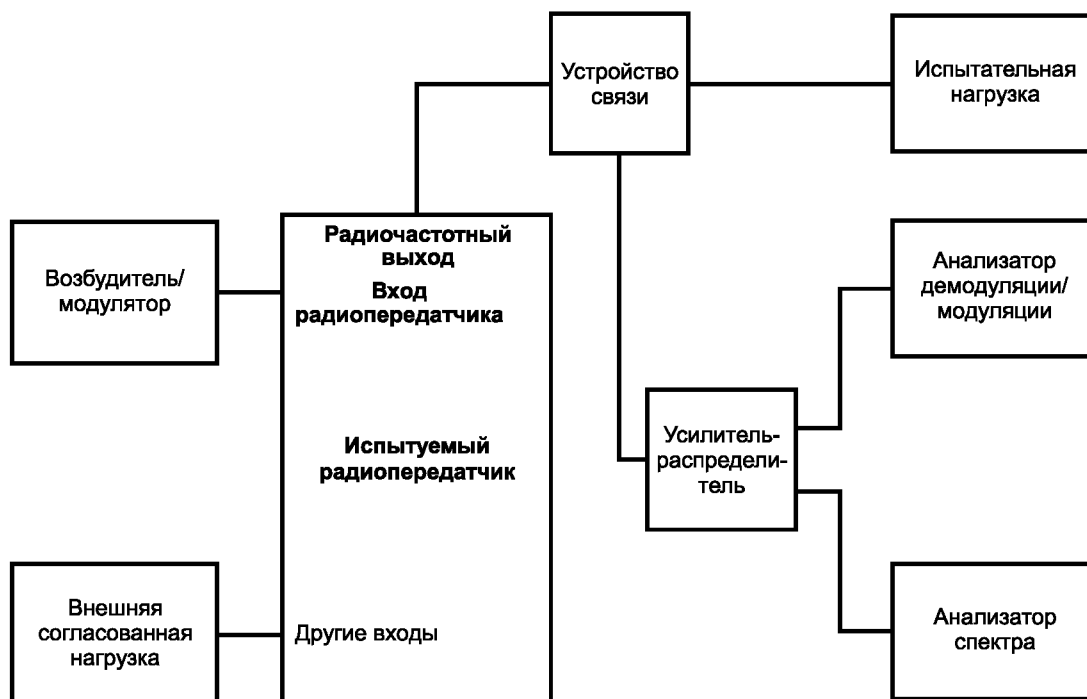 Устройство
связи
Испытательная
нагрузка
Возбудитель/
модулятор
Радиочастотный
выход
Вход
радиопередатчика
Анализатор
демодуляции/
модуляции
Испытуемый
радиопередатчик
Усилитель-
распредели-
тель
Внешняя
согласованная
нагрузка
Другие входы
Анализатор
спектра